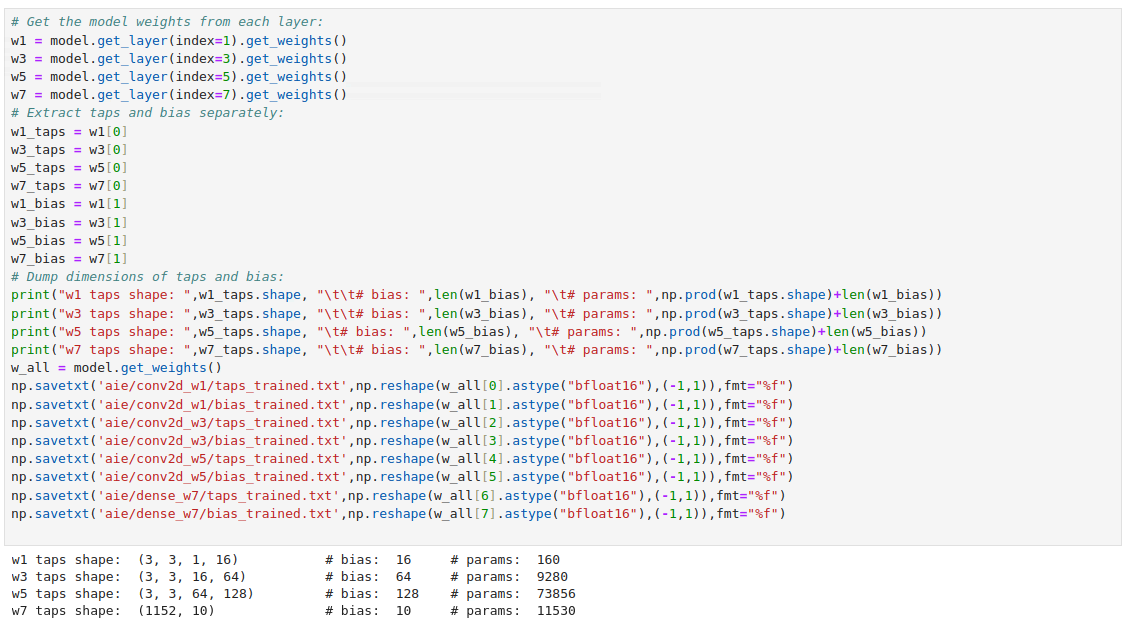 # Get the model weights from each layer:
w1 = model.get_layer(index=1).get_weights()
w3 = model.get_layer(index=3).get_weights()
w5 = model.get_layer(index=5).get_weights()
w7 = model.get_layer(index=7).get_weights()
# Extract taps and bias separately:
w1_taps = w1[0]
w3_taps = w3[0]
w5_taps = w5[0]
w7_taps = w7[0]
w1_bias = w1[1]
w3_bias = w3[1]
w5_bias = w5[1]
w7_bias = w7[1]
# Dump dimensions of taps and bias:
print("w1 taps shape: ",w1_taps.shape, "\t\t# bias: ",len(w1_bias), "\t# params: ",np.prod(w1_taps.shape)+len(w1_bias))
print("w3 taps shape: ",w3_taps.shape, "\t\t# bias: ",len(w3_bias), "\t# params: ",np.prod(w3_taps.shape)+len(w3_bias))
print("w5 taps shape: ",w5_taps.shape, "\t# bias: ",len(w5_bias), "\t# params: ",np.prod(w5_taps.shape)+len(w5_bias))
print("w7 taps shape: ",w7_taps.shape, "\t\t# bias: ",len(w7_bias), "\t# params: ",np.prod(w7_taps.shape)+len(w7_bias))
w_all = model.get_weights()
np.savetxt('aie/conv2d_w1/taps_trained.txt',np.reshape(w_all[0].astype("bfloat16"),(-1,1)),fmt="%f")
np.savetxt('aie/conv2d_w1/bias_trained.txt',np.reshape(w_all[1].astype("bfloat16"),(-1,1)),fmt="%f")
np.savetxt('aie/conv2d_w3/taps_trained.txt',np.reshape(w_all[2].astype("bfloat16"),(-1,1)),fmt="%f")
np.savetxt('aie/conv2d_w3/bias_trained.txt',np.reshape(w_all[3].astype("bfloat16"),(-1,1)),fmt="%f")
np.savetxt('aie/conv2d_w5/taps_trained.txt',np.reshape(w_all[4].astype("bfloat16"),(-1,1)),fmt="%f")
np.savetxt('aie/conv2d_w5/bias_trained.txt',np.reshape(w_all[5].astype("bfloat16"),(-1,1)),fmt="%f")
np.savetxt('aie/dense_w7/taps_trained.txt',np.reshape(w_all[6].astype("bfloat16"),(-1,1)),fmt="%f")
np.savetxt('aie/dense_w7/bias_trained.txt',np.reshape(w_all[7].astype("bfloat16"),(-1,1)),fmt="%f")
w1 taps shape:  (3, 3, 1, 16)           # bias:  16     # params:  160
w3 taps shape:  (3, 3, 16, 64)          # bias:  64     # params:  9280
w5 taps shape:  (3, 3, 64, 128)         # bias:  128    # params:  73856
w7 taps shape:  (1152, 10)              # bias:  10     # params:  11530